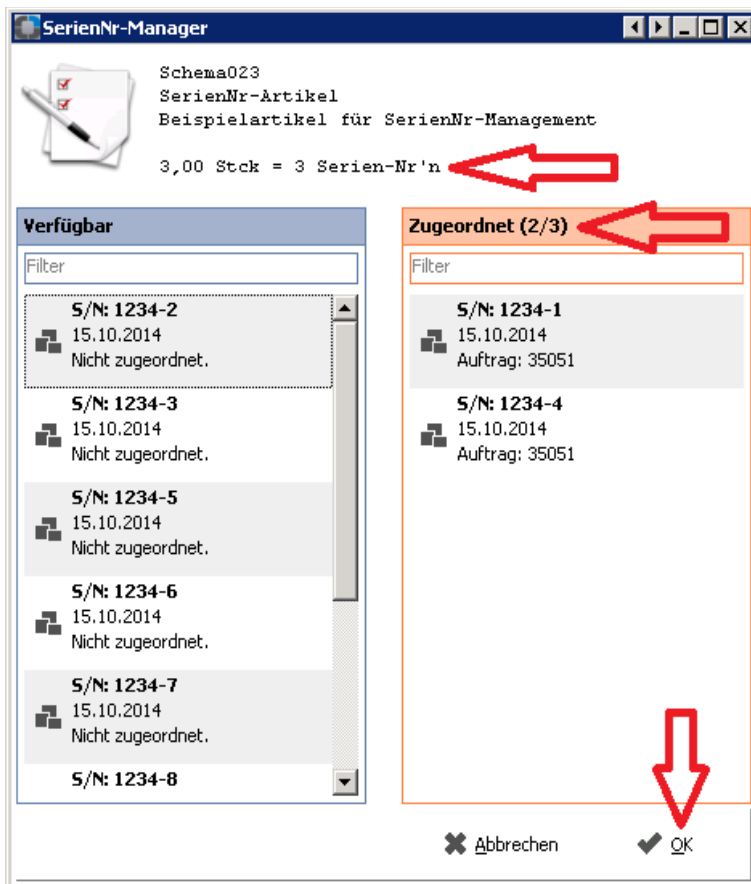 SerienNr-Manager
Schema023
SerienNr-Artikel
Beispielartikel für SerienNr-Management
3,00 Stck = 3 Serien-Nr'n
Verfügbar
Filter
S/N: 1234-2
15.10.2014
Nicht zugeordnet.
S/N: 1234-3
15.10.2014
Nicht zugeordnet.
S/N: 1234-5
15.10.2014
Nicht zugeordnet.
S/N: 1234-6
15.10.2014
Nicht zugeordnet.
S/N: 1234-7
15.10.2014
Nicht zugeordnet.
S/N: 1234-8
Zugeordnet (2/3)
Filter
S/N: 1234-1
15.10.2014
Auftrag: 35051
S/N: 1234-4
15.10.2014
Auftrag: 35051
Abbrechen
OK